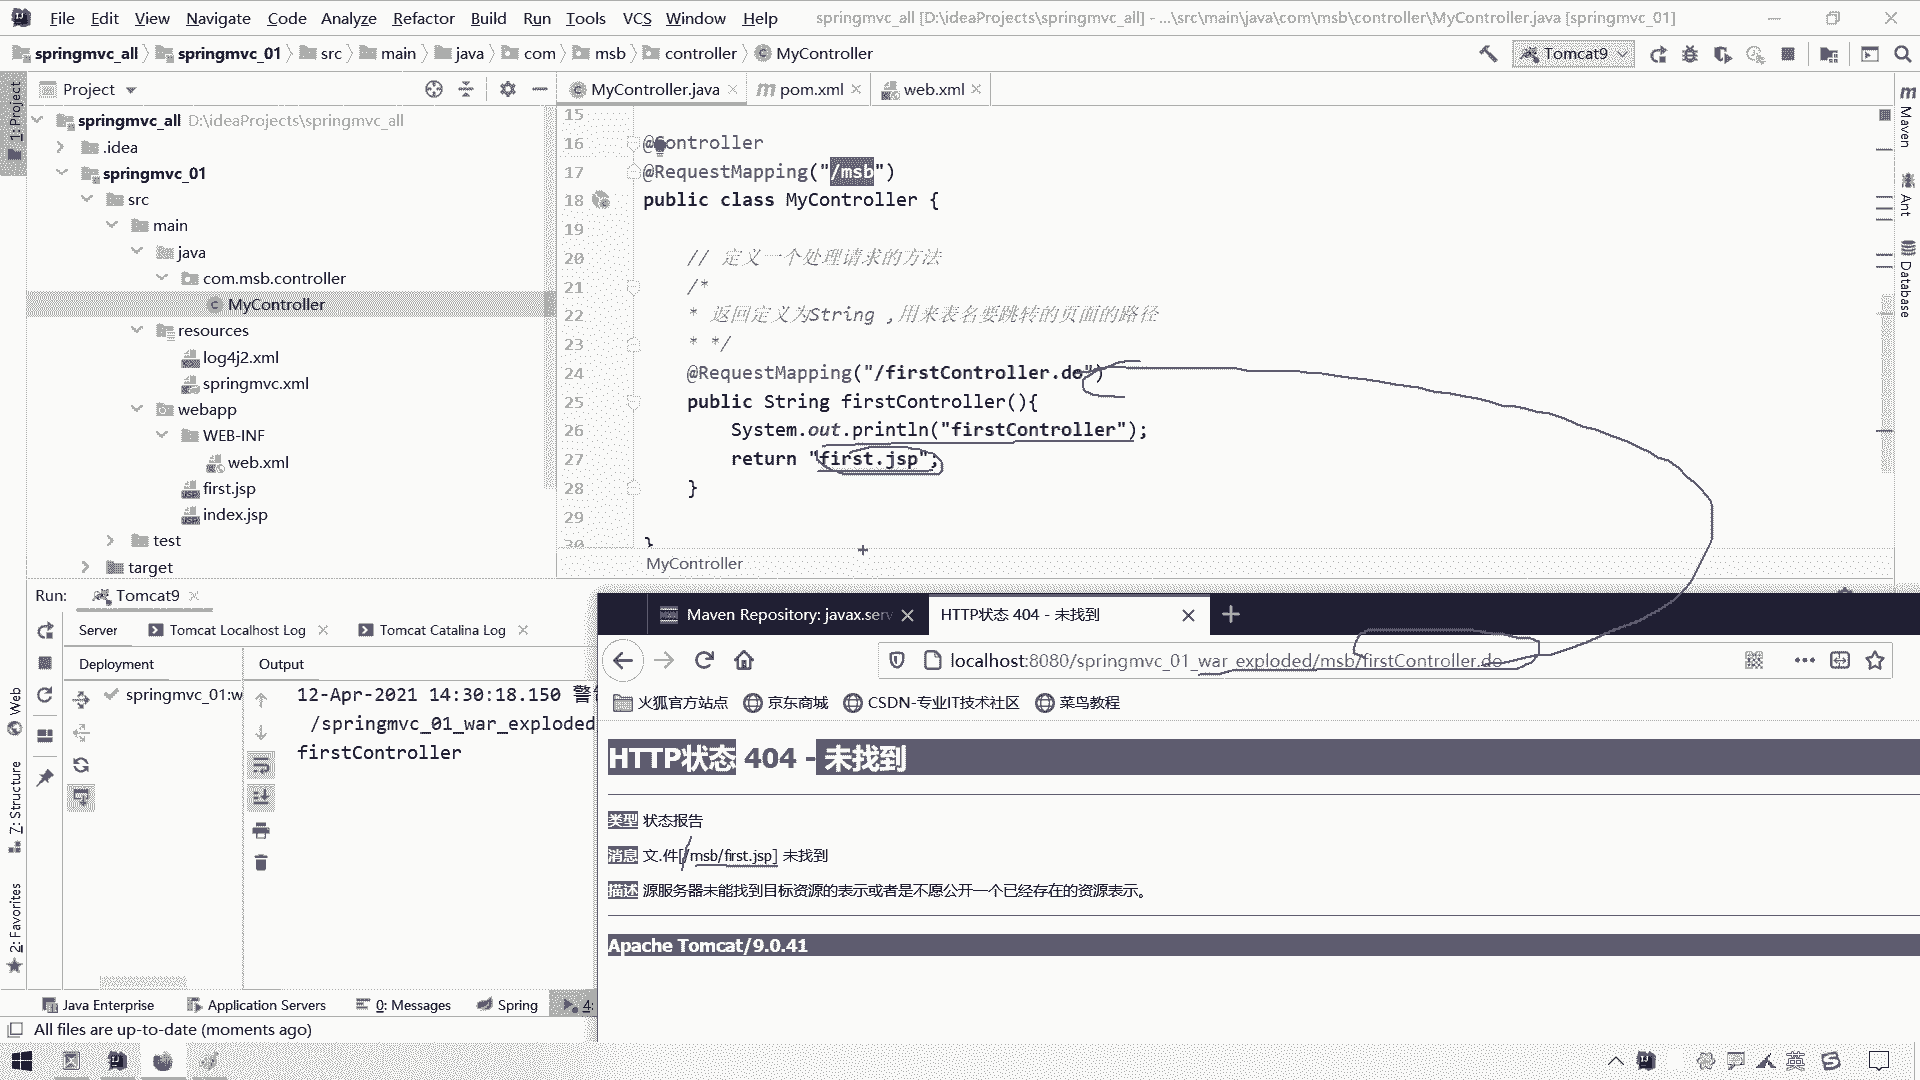 File Edit View Navigate Code Analyze Refactor Build Run Tools VCS Window Help springmvc_all [D:\ideaProjects\springmvc_all] - ...\src\main\java\com\msb\controller\MyController.java [springmvc_01]
springmvc_all springmvc_01 src main java com msb controller MyController Tomcat9
1: Project
Project
springmvc_all D:\ideaProjects\springmvc_all
.idea
springmvc_01
src
main
java
com.msb.controller
MyController
resources
log4j2.xml
springmvc.xml
webapp
WEB-INF
web.xml
first.jsp
index.jsp
test
target
MyController.java pom.xml web.xml
15
16 @Controller
17 @RequestMapping("/msb")
18 public class MyController {
19
20 // 定义一个处理请求的方法
21 /*
22 * 返回定义为String ,用来表名要跳转的页面的路径
23 * */
24 @RequestMapping("/firstController.do")
25 public String firstController(){
26 System.out.println("firstController");
27 return "first.jsp";
28 }
29
30 }
MyController
Maven
Ant
Database
Run: Tomcat9
Server Tomcat Localhost Log Tomcat Catalina Log
Deployment Output
springmvc_01:w
12-Apr-2021 14:30:18.150 警
/springmvc_01_war_exploded
firstController
Web
7: Structure
2: Favorites
Maven Repository: javax.serv HTTP状态 404 - 未找到
localhost:8080/springmvc_01_war_exploded/msb/firstController.do
火狐官方站点 京东商城 CSDN-专业IT技术社区 菜鸟教程
HTTP状态 404 - 未找到
类型 状态报告
消息 文.件[/msb/first.jsp] 未找到
描述 源服务器未能找到目标资源的表示或者是不愿公开一个已经存在的资源表示。
Apache Tomcat/9.0.41
Java Enterprise Application Servers 0: Messages Spring 4:
All files are up-to-date (moments ago)
英